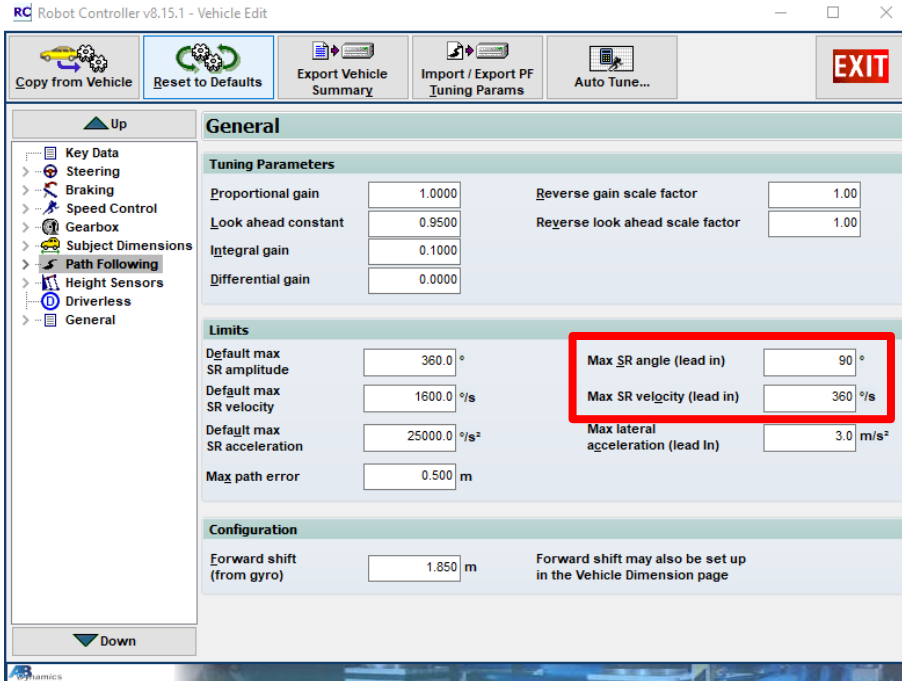 RC Robot Controller v8.15.1 - Vehicle Edit
Copy from Vehicle
Reset to Defaults
Export Vehicle
Summary
Import / Export PF
Tuning Params
Auto Tune...
EXIT
Up
Key Data
Steering
Braking
Speed Control
Gearbox
Subject Dimensions
Path Following
Height Sensors
D Driverless
General
Down
General
Tuning Parameters
Proportional gain 1.0000 Reverse gain scale factor 1.00
Look ahead constant 0.9500 Reverse look ahead scale factor 1.00
Integral gain 0.1000
Differential gain 0.0000
Limits
Default max
SR amplitude 360.0 ° Max SR angle (lead in) 90 °
Default max
SR velocity 1600.0 °/s Max SR velocity (lead in) 360 °/s
Default max
SR acceleration 25000.0 °/s² Max lateral
acceleration (lead In) 3.0 m/s²
Max path error 0.500 m
Configuration
Forward shift
(from gyro) 1.850 m Forward shift may also be set up
in the Vehicle Dimension page
AB Dynamics